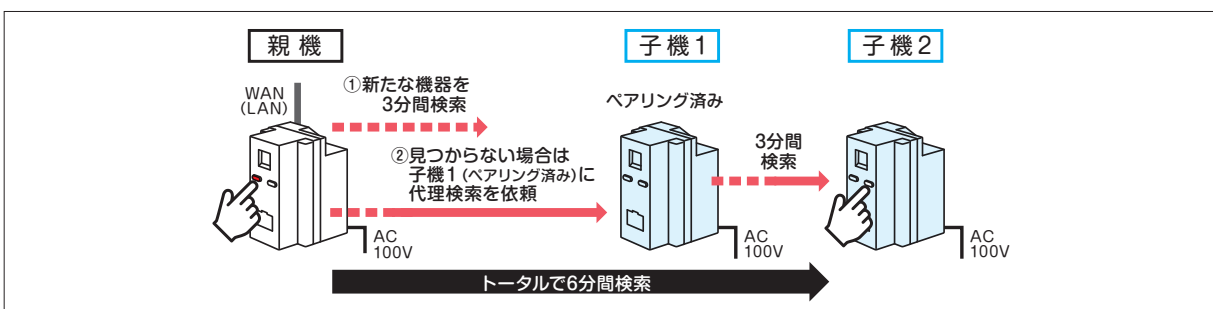 親機
子機1
子機2
WAN
(LAN)
①新たな機器を
3分間検索
ペアリング済み
②見つからない場合は
子機1(ペアリング済み)に
代理検索を依頼
3分間
検索
AC
100V
AC
100V
AC
100V
トータルで6分間検索